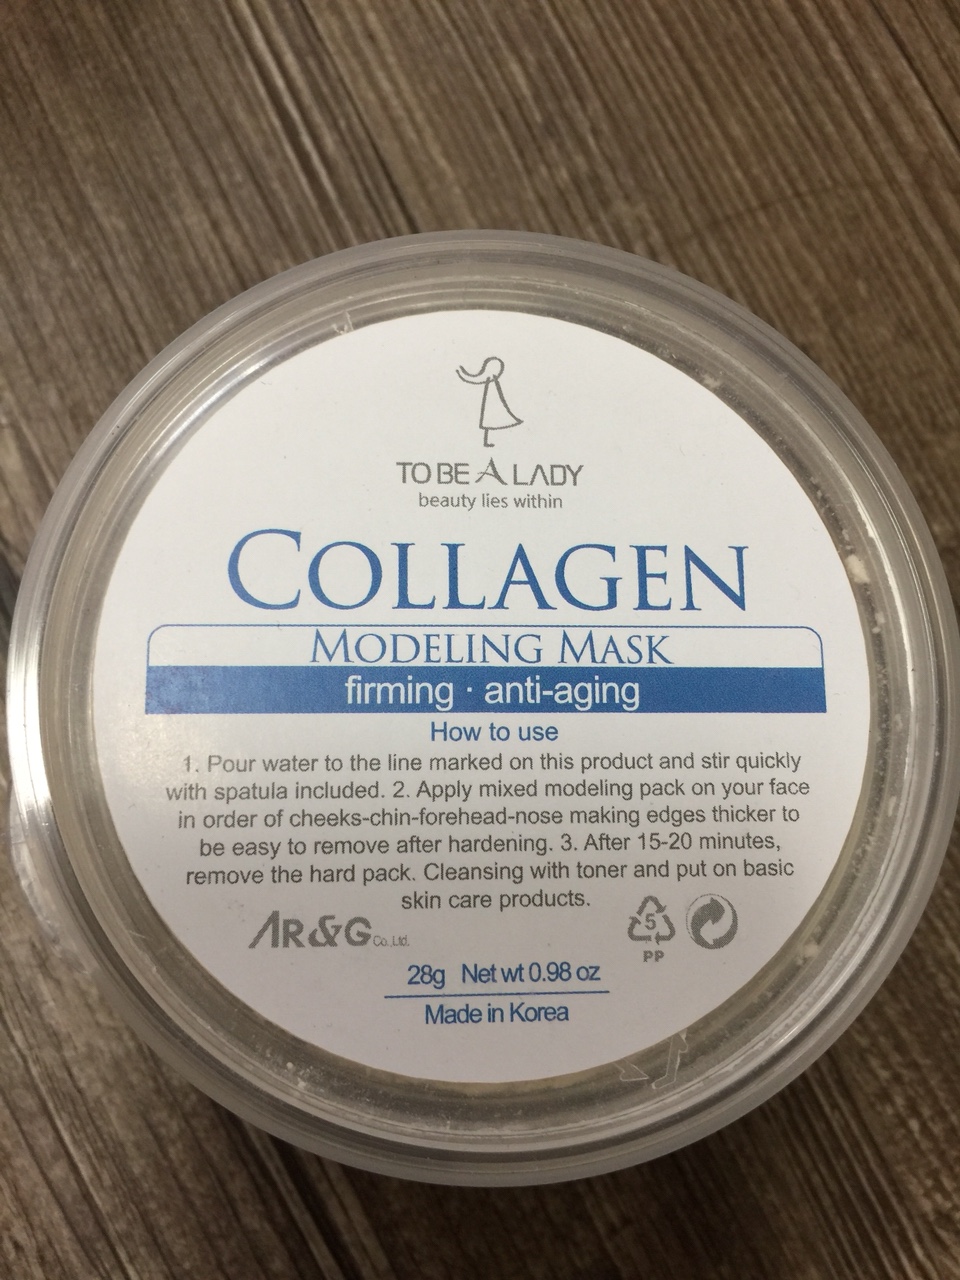 TO BE A LADY
beauty lies within
COLLAGEN
MODELING MASK
firming · anti-aging
How to use
1. Pour water to the line marked on this product and stir quickly
with spatula included. 2. Apply mixed modeling pack on your face
in order of cheeks-chin-forehead-nose making edges thicker to
be easy to remove after hardening. 3. After 15-20 minutes,
remove the hard pack. Cleansing with toner and put on basic
skin care products.
AR&G Co.,Ltd.
5
PP
28g Net wt 0.98 oz
Made in Korea